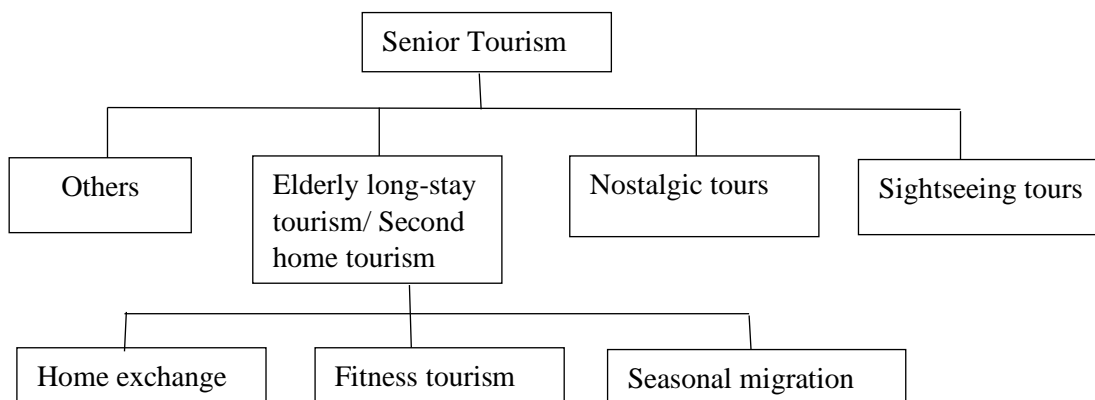 Senior Tourism
Others
Elderly long-stay
tourism/ Second
home tourism
Nostalgic tours
Sightseeing tours
Home exchange
Fitness tourism
Seasonal migration